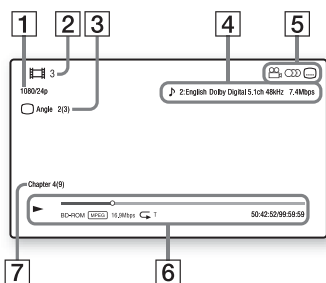 1 2 3 4 5
3
1080/24p
Angle 2(3)
2:English Dolby Digital 5.1ch 48kHz 7.4Mbps
Chapter 4(9)
BD-ROM MPEG 16.9Mbps T 50:42:52/99:59:59
7 6